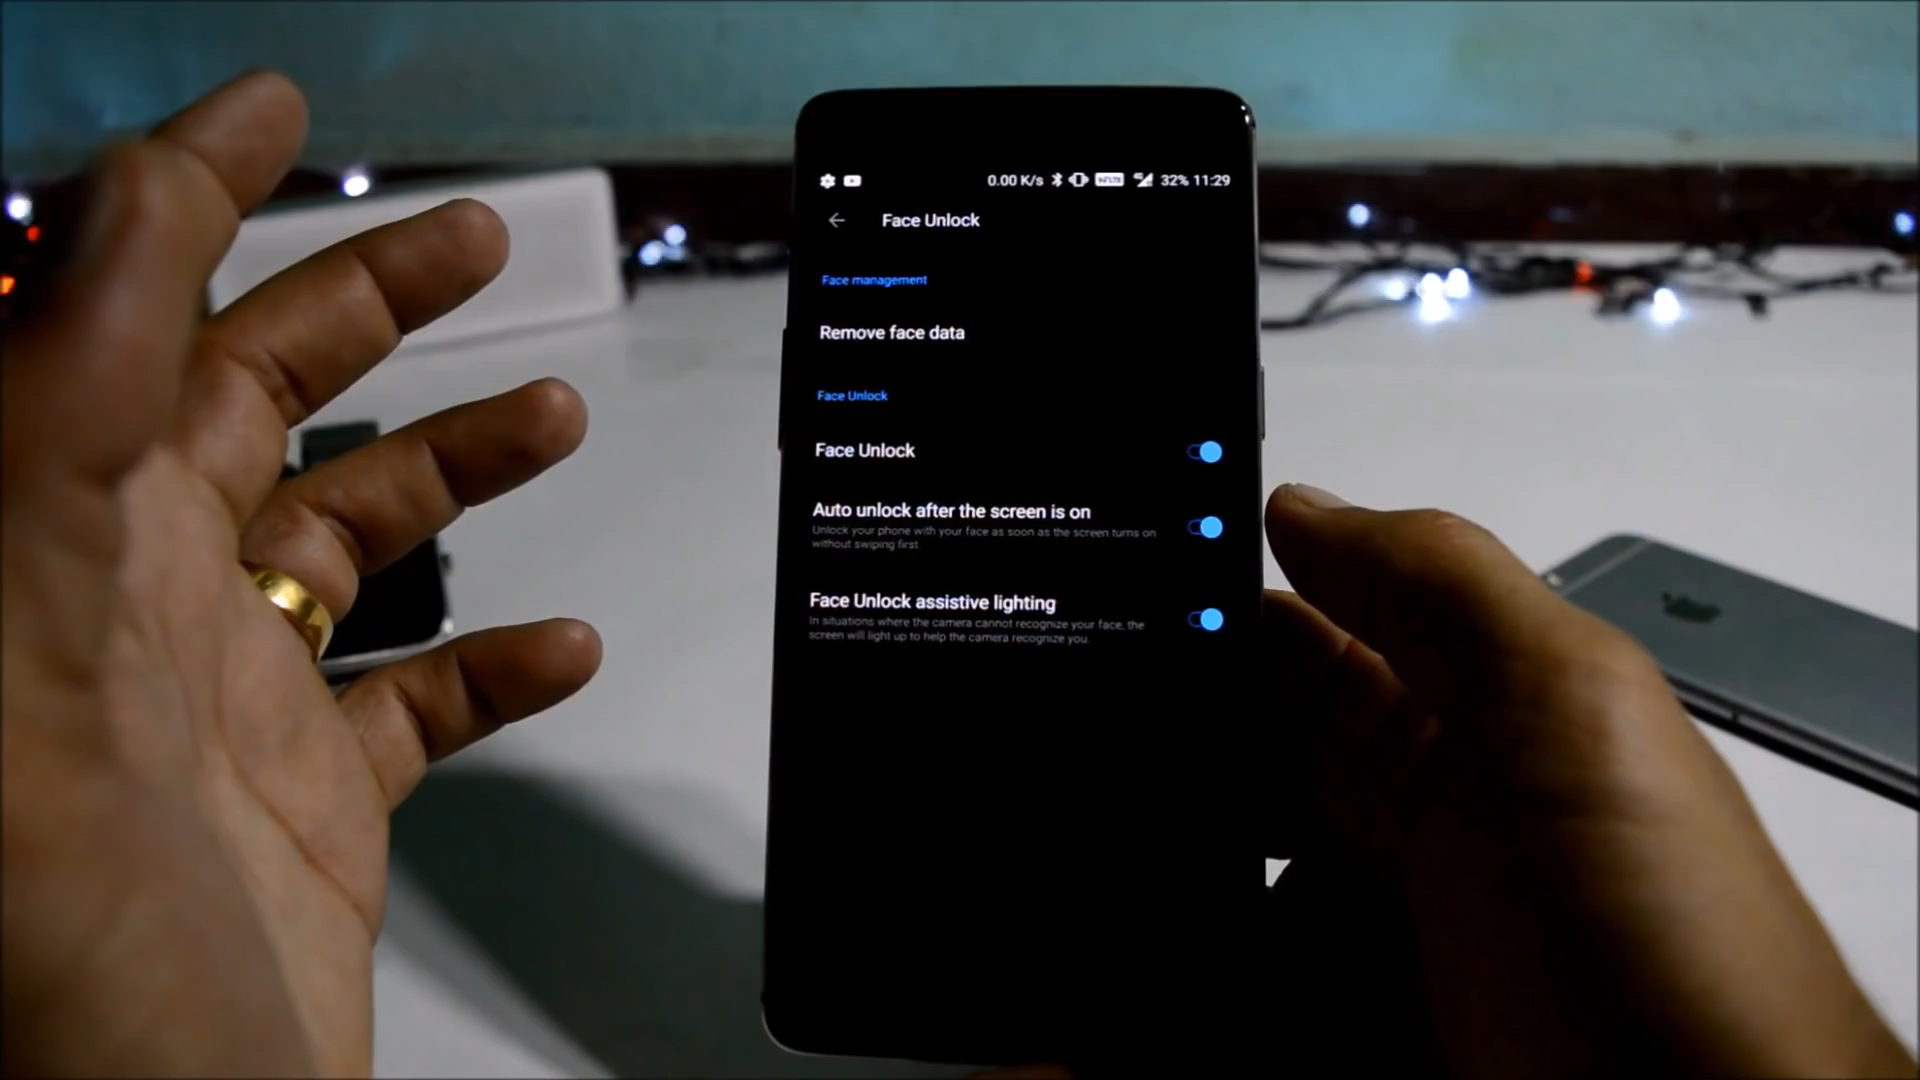 0.00 K/s 32% 11:29
Face Unlock
Face management
Remove face data
Face Unlock
Face Unlock
Auto unlock after the screen is on
Unlock your phone with your face as soon as the screen turns on
without swiping first.
Face Unlock assistive lighting
In situations where the camera cannot recognize your face, the
screen will light up to help the camera recognize you.